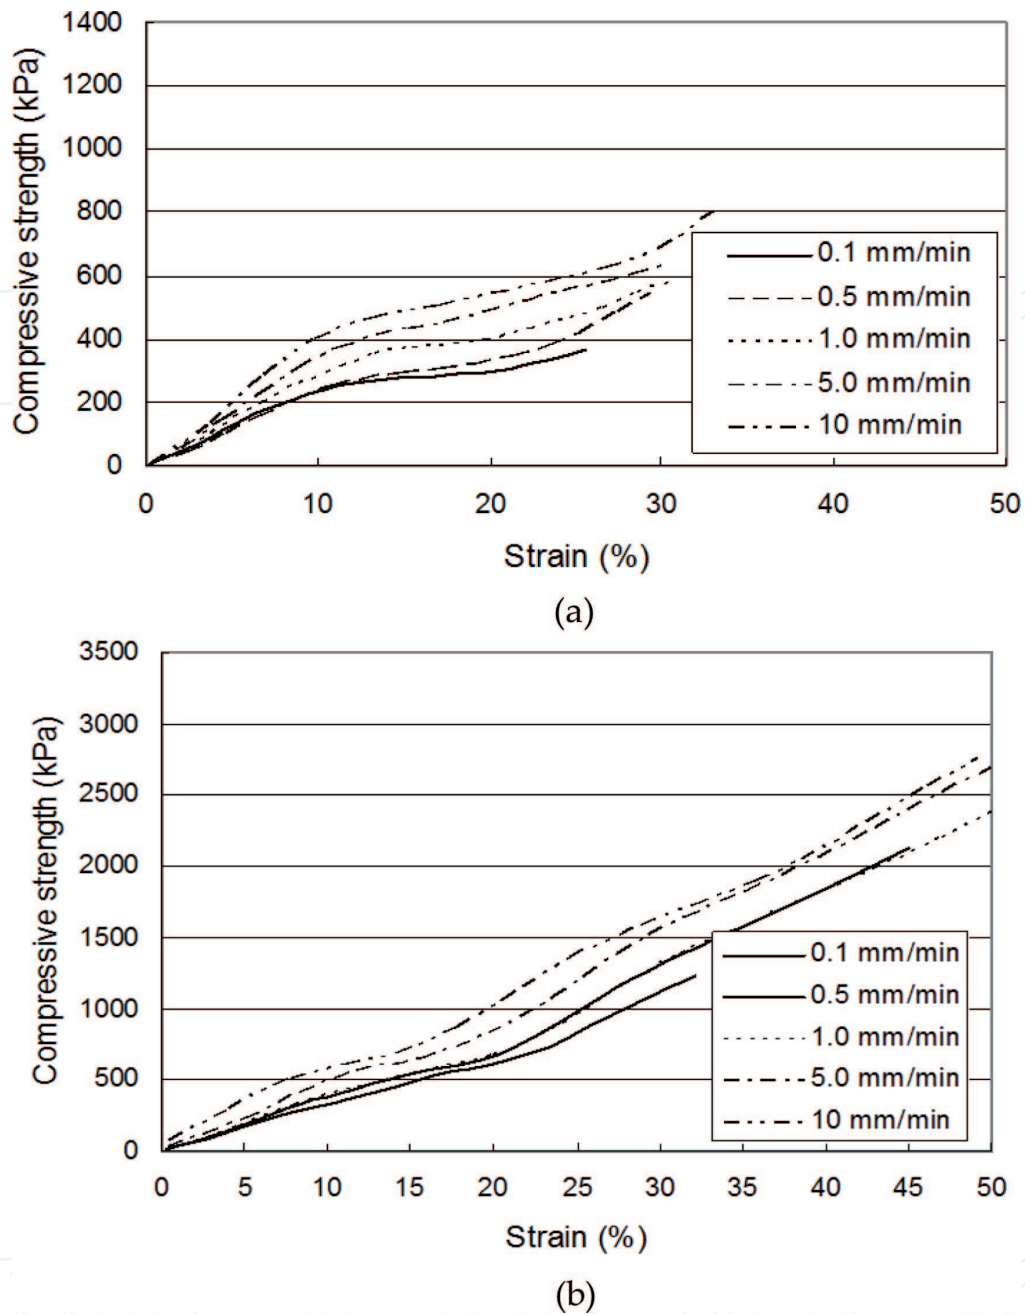 Compressive strength (kPa)
1400
1200
1000
800
600
400
200
0
0.1 mm/min
0.5 mm/min
1.0 mm/min
5.0 mm/min
10 mm/min
0 10 20 30 40 50
Strain (%)
(a)
Compressive strength (kPa)
3500
3000
2500
2000
1500
1000
500
0
0.1 mm/min
0.5 mm/min
1.0 mm/min
5.0 mm/min
10 mm/min
0 5 10 15 20 25 30 35 40 45 50
Strain (%)
(b)